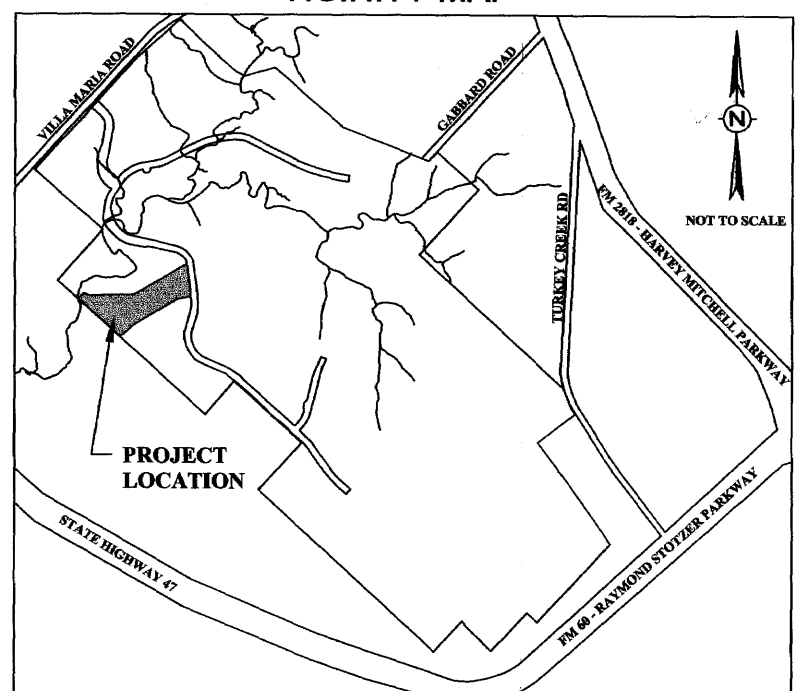 VILLA MARIA ROAD
GABBARD ROAD
N
NOT TO SCALE
TURKEY CREEK RD
FM 2818 - HARVEY MITCHELL PARKWAY
PROJECT
LOCATION
STATE HIGHWAY 47
FM 60 - RAYMOND STOTZER PARKWAY